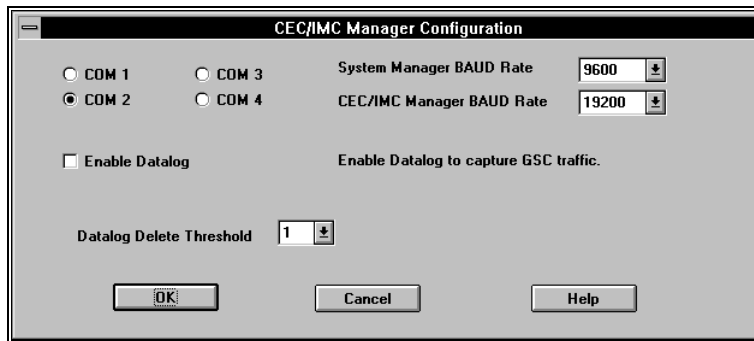 CEC/IMC Manager Configuration
COM 1
COM 3
System Manager BAUD Rate
9600
COM 2
COM 4
CEC/IMC Manager BAUD Rate
19200
Enable Datalog
Enable Datalog to capture GSC traffic.
Datalog Delete Threshold
1
OK
Cancel
Help